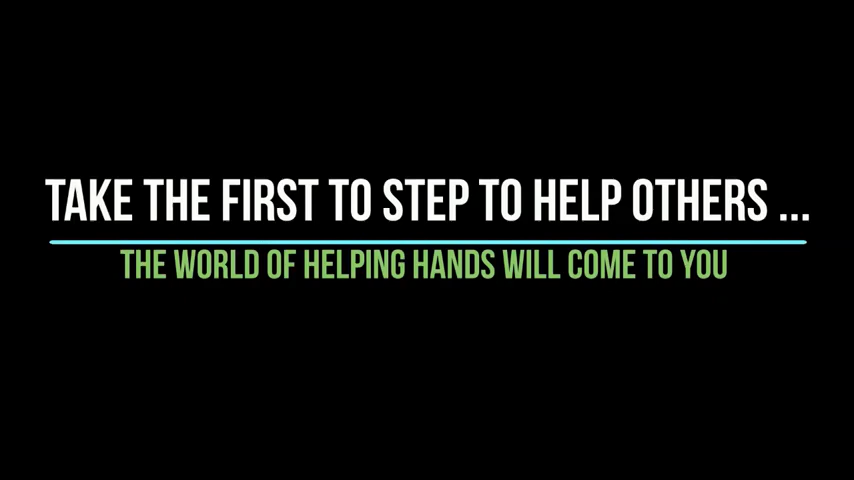 TAKE THE FIRST TO STEP TO HELP OTHERS ...
THE WORLD OF HELPING HANDS WILL COME TO YOU